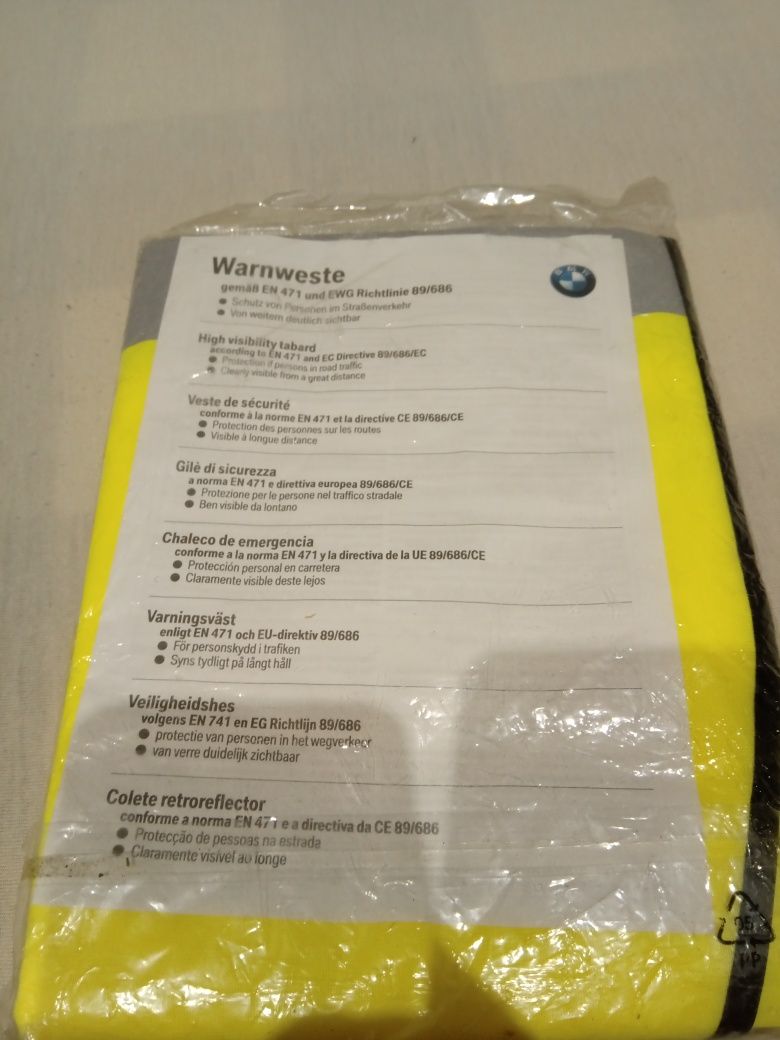 Warnweste
gemäß EN 471 und EWG Richtlinie 89/686
● Schutz von Personen im Straßenverkehr
● Von weitem deutlich sichtbar
BMW
High visibility tabard
according to EN 471 and EC Directive 89/686/EC
● Protection if persons in road traffic
● Clearly visible from a great distance
Veste de sécurité
conforme à la norme EN 471 et la directive CE 89/686/CE
● Protection des personnes sur les routes
● Visible à longue distance
Gilè di sicurezza
a norma EN 471 e direttiva europea 89/686/CE
● Protezione per le persone nel traffico stradale
● Ben visible da lontano
Chaleco de emergencia
conforme a la norma EN 471 y la directiva de la UE 89/686/CE
● Protección personal en carretera
● Claramente visible deste lejos
Varningsväst
enligt EN 471 och EU-direktiv 89/686
● För personskydd i trafiken
● Syns tydligt på långt håll
Veiligheidshes
volgens EN 741 en EG Richtlijn 89/686
● protectie van personen in het wegverkeer
● van verre duidelijk zichtbaar
Colete retroreflector
conforme a norma EN 471 e a directiva da CE 89/686
● Protecção de pessoas na estrada
● Claramente visível ao longe